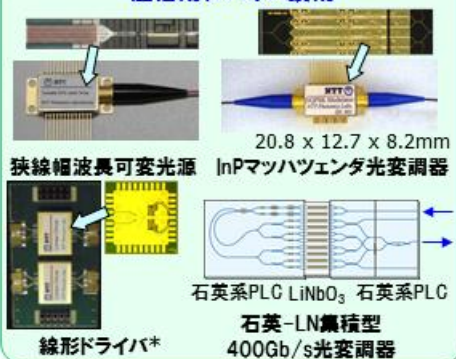 NTT
NTT
20.8 x 12.7 x 8.2mm
狭線幅波長可変光源
InPマッハツェンダ光変調器
石英系PLC LiNbO₃ 石英系PLC
線形ドライバ*
石英-LN集積型
400Gb/s光変調器